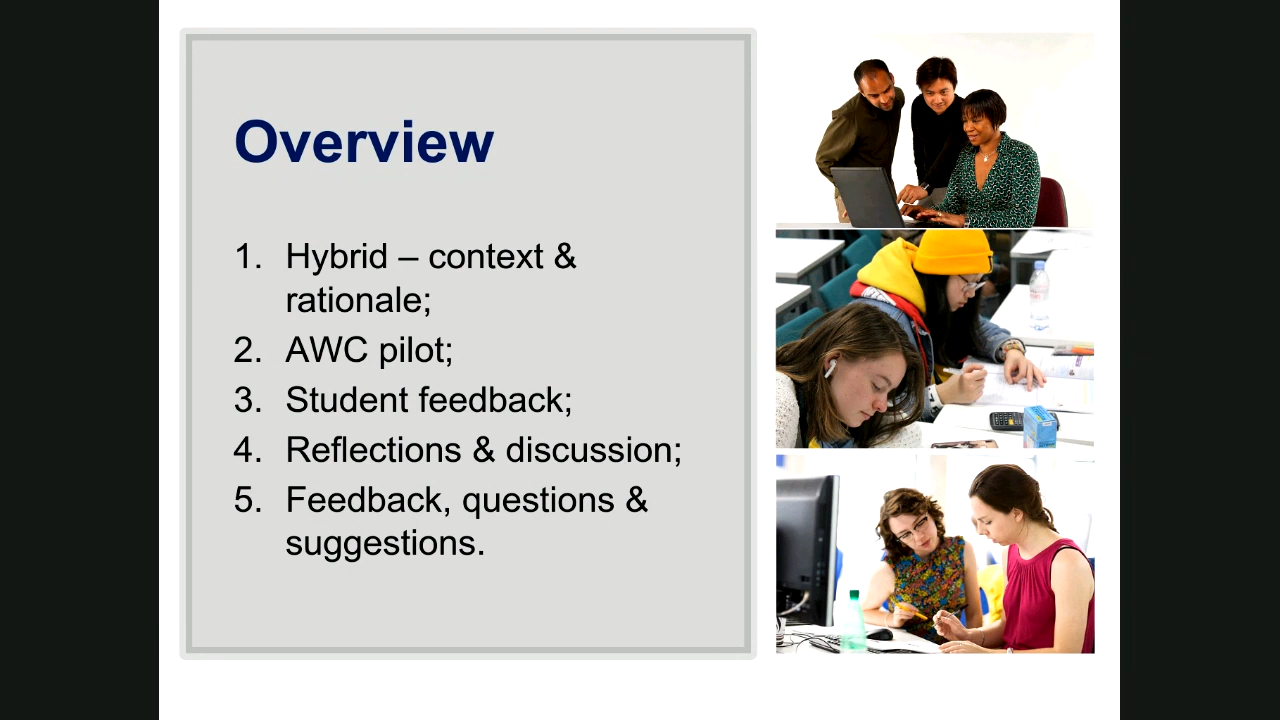 Overview
1. Hybrid – context &
rationale;
2. AWC pilot;
3. Student feedback;
4. Reflections & discussion;
5. Feedback, questions &
suggestions.